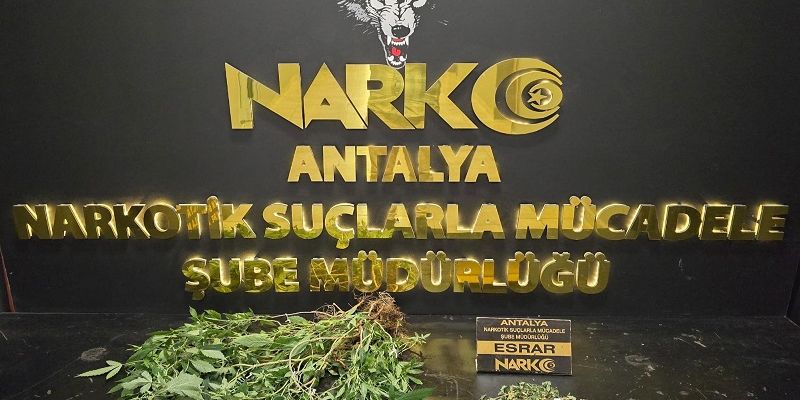 NARKO
ANTALYA
NARKOTİK SUÇLARLA MÜCADELE
ŞUBE MÜDÜRLÜĞÜ
ANTALYA
NARKOTİK SUÇLARLA MÜCADELE
ŞUBE MÜDÜRLÜĞÜ
ESRAR
NARKO